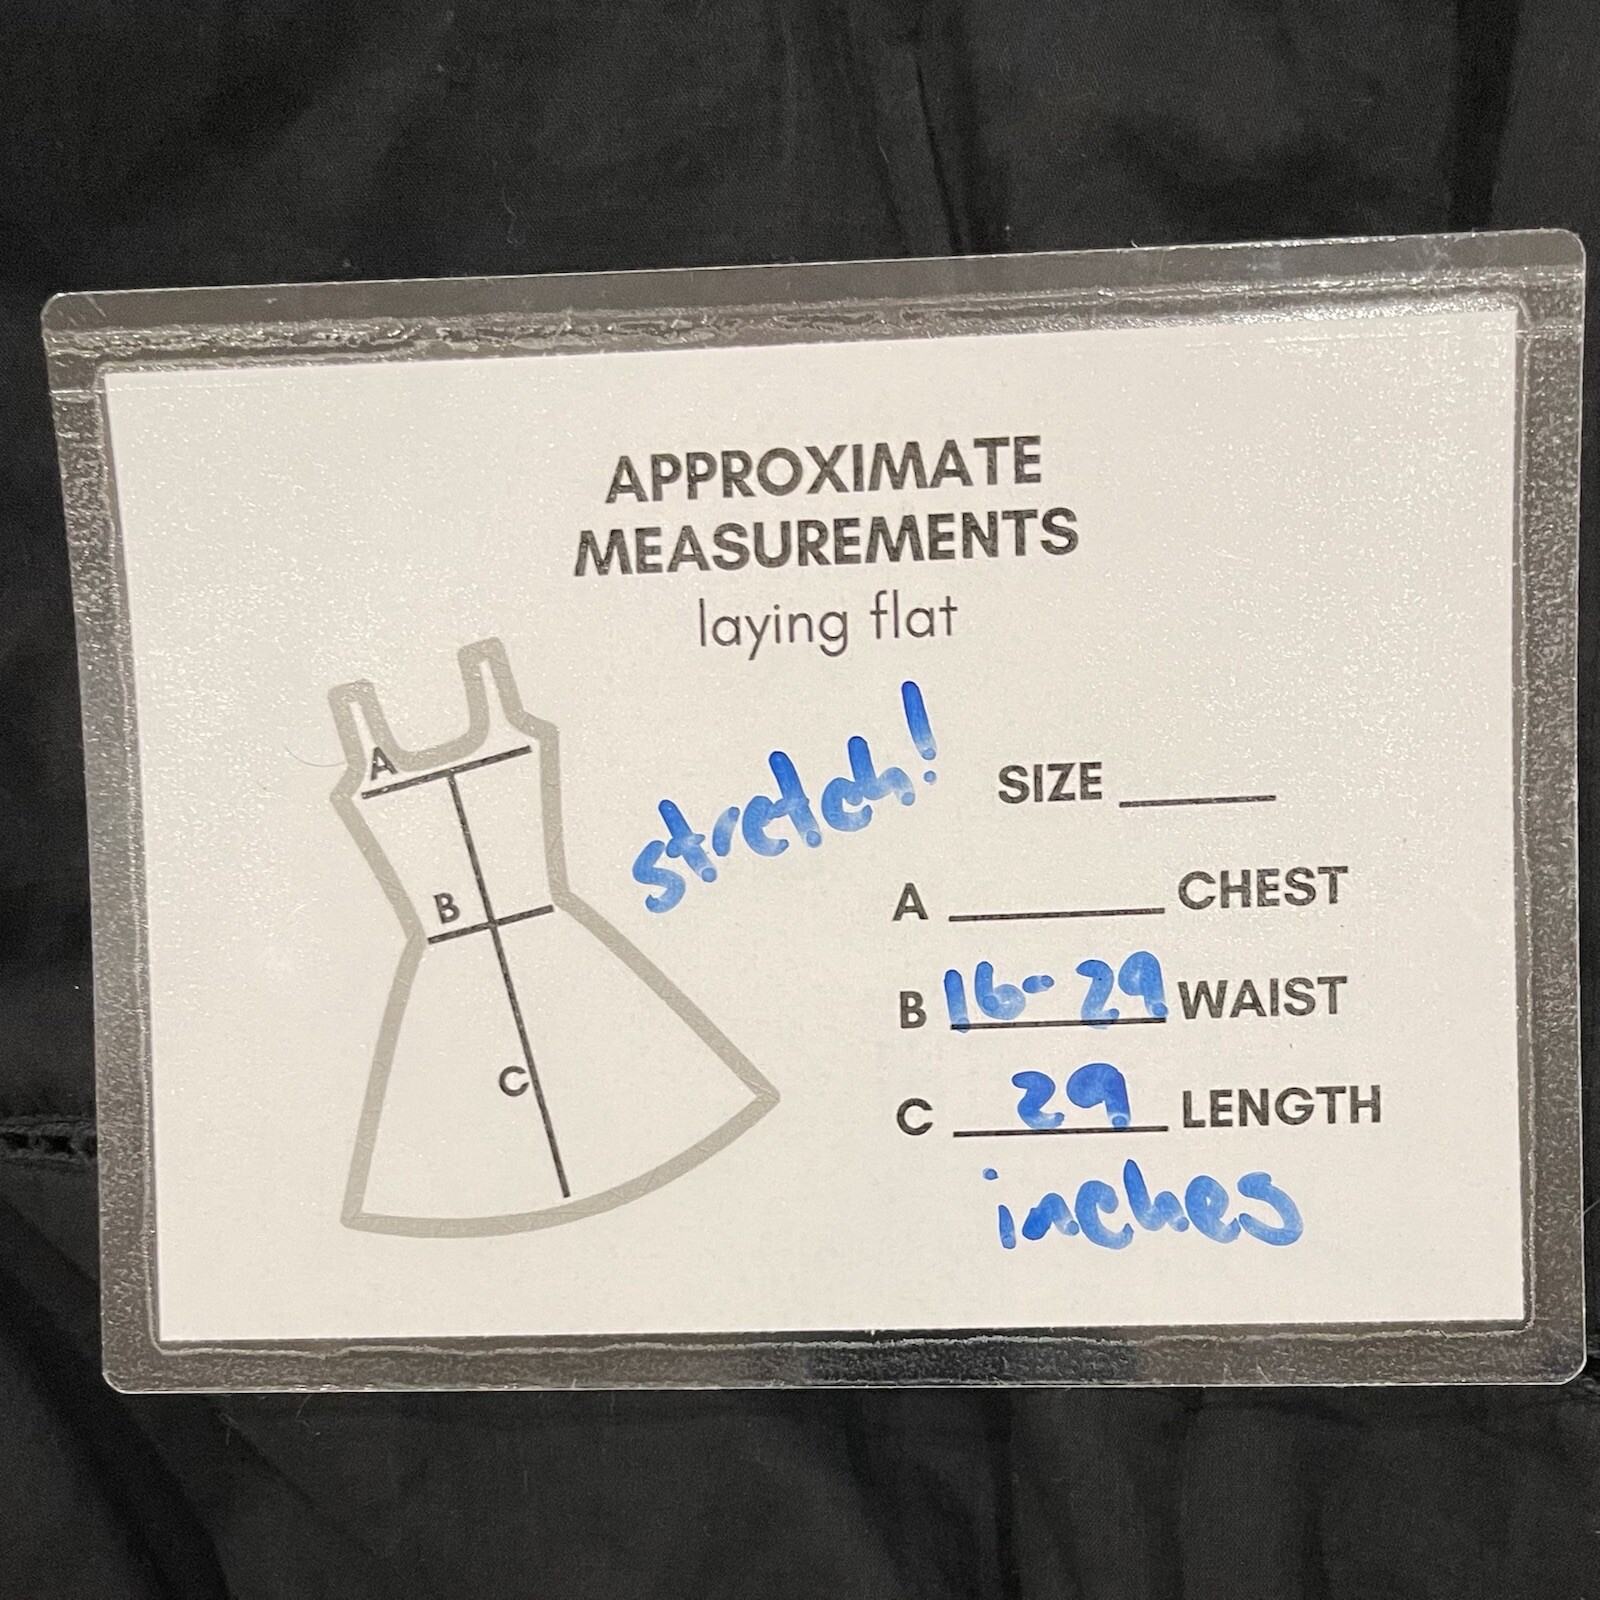 APPROXIMATE
MEASUREMENTS
laying flat
stretch!
SIZE
A CHEST
B 16-29 WAIST
C 29 LENGTH
inches
A
B
C